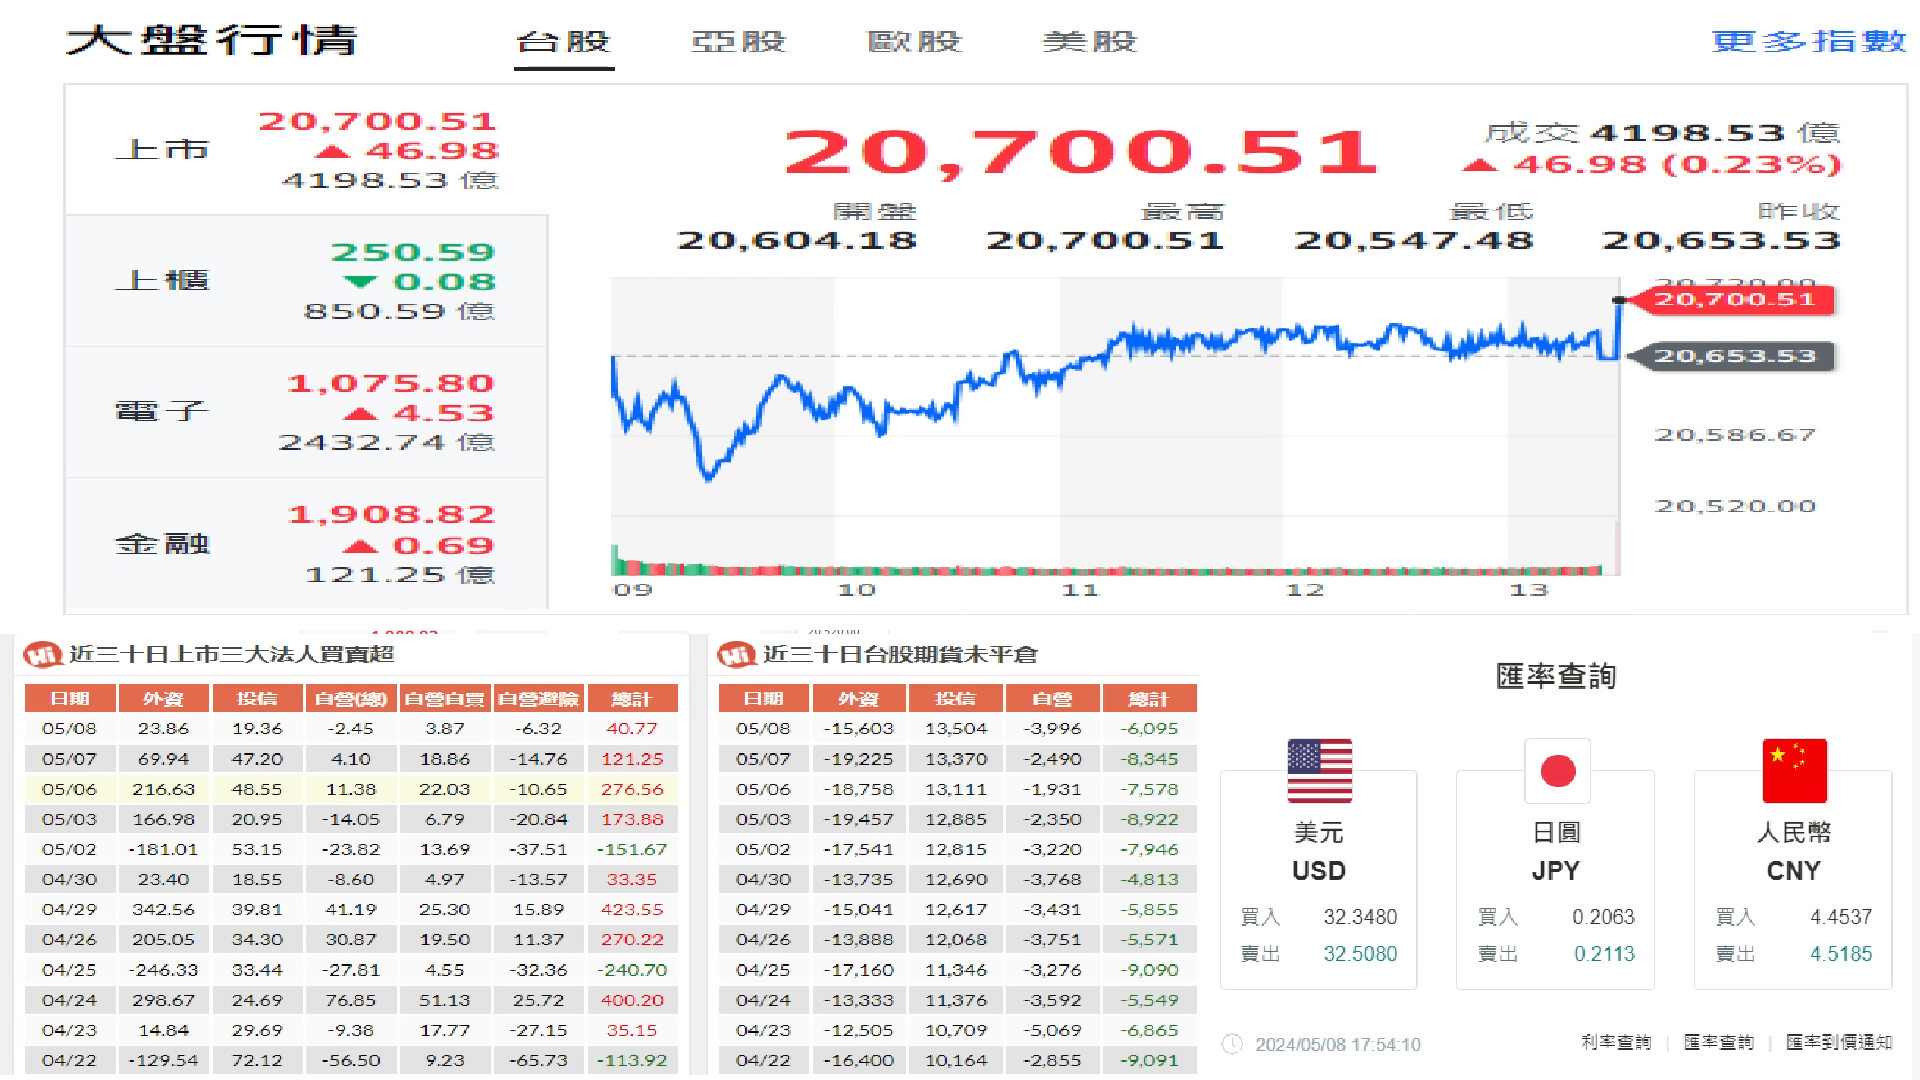 大盤行情 台股 亞股 歐股 美股 更多指數
上市 20,700.51
▲ 46.98
4198.53 億
上櫃 250.59
▼ 0.08
850.59 億
電子 1,075.80
▲ 4.53
2432.74 億
金融 1,908.82
▲ 0.69
121.25 億
20,700.51
成交 4198.53 億
▲ 46.98 (0.23%)
開盤 最高 最低 昨收
20,604.18 20,700.51 20,547.48 20,653.53
20,700.51
20,653.53
20,586.67
20,520.00
09 10 11 12 13
Hi 近三十日上市三大法人買賣超
日期 外資 投信 自營(總) 自營自買 自營避險 總計
05/08 23.86 19.36 -2.45 3.87 -6.32 40.77
05/07 69.94 47.20 4.10 18.86 -14.76 121.25
05/06 216.63 48.55 11.38 22.03 -10.65 276.56
05/03 166.98 20.95 -14.05 6.79 -20.84 173.88
05/02 -181.01 53.15 -23.82 13.69 -37.51 -151.67
04/30 23.40 18.55 -8.60 4.97 -13.57 33.35
04/29 342.56 39.81 41.19 25.30 15.89 423.55
04/26 205.05 34.30 30.87 19.50 11.37 270.22
04/25 -246.33 33.44 -27.81 4.55 -32.36 -240.70
04/24 298.67 24.69 76.85 51.13 25.72 400.20
04/23 14.84 29.69 -9.38 17.77 -27.15 35.15
04/22 -129.54 72.12 -56.50 9.23 -65.73 -113.92
Hi 近三十日台股期貨未平倉
日期 外資 投信 自營 總計
05/08 -15,603 13,504 -3,996 -6,095
05/07 -19,225 13,370 -2,490 -8,345
05/06 -18,758 13,111 -1,931 -7,578
05/03 -19,457 12,885 -2,350 -8,922
05/02 -17,541 12,815 -3,220 -7,946
04/30 -13,735 12,690 -3,768 -4,813
04/29 -15,041 12,617 -3,431 -5,855
04/26 -13,888 12,068 -3,751 -5,571
04/25 -17,160 11,346 -3,276 -9,090
04/24 -13,333 11,376 -3,592 -5,549
04/23 -12,505 10,709 -5,069 -6,865
04/22 -16,400 10,164 -2,855 -9,091
匯率查詢
美元
USD
買入 32.3480
賣出 32.5080
日圓
JPY
買入 0.2063
賣出 0.2113
人民幣
CNY
買入 4.4537
賣出 4.5185
2024/05/08 17:54:10 利率查詢 | 匯率查詢 | 匯率到價通知